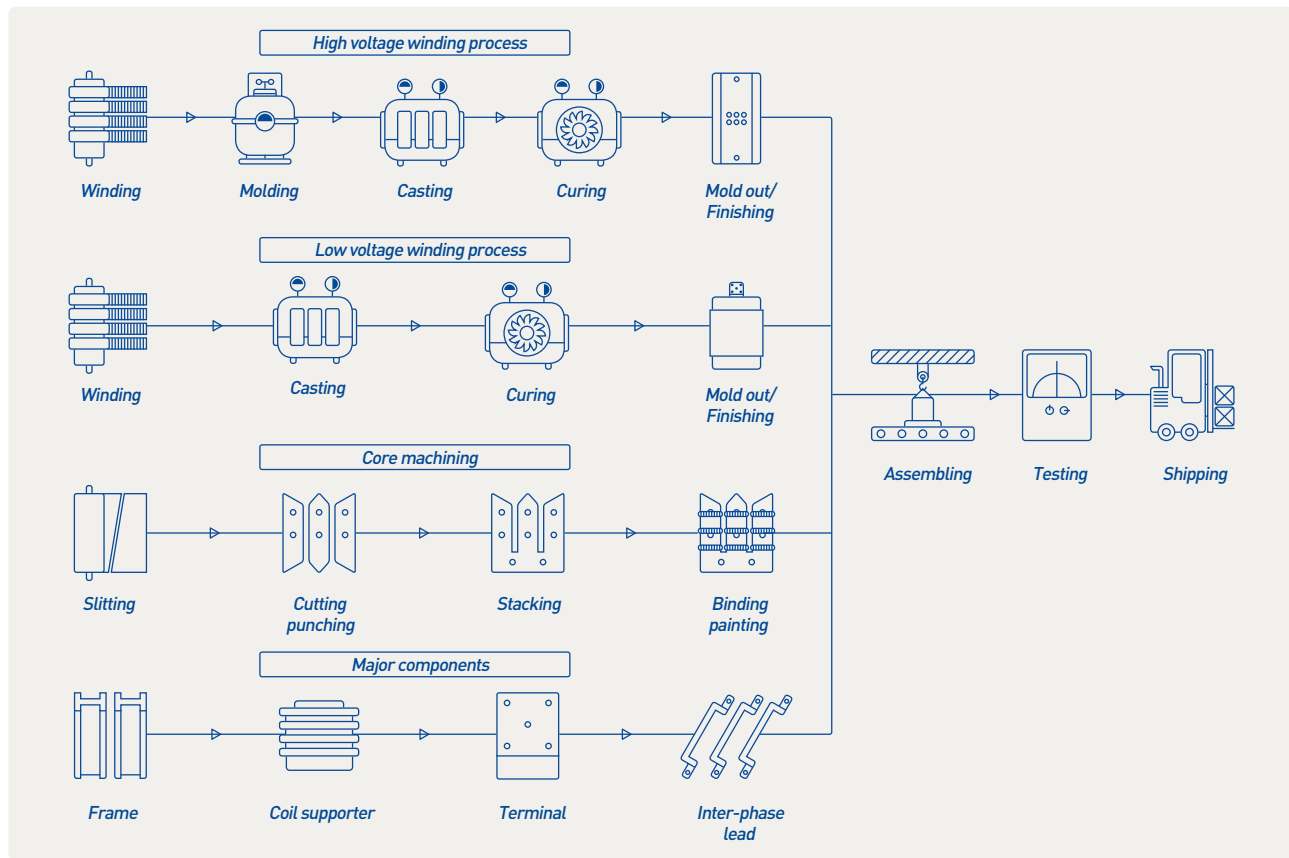 High voltage winding process
Winding
Molding
Casting
Curing
Mold out/
Finishing
Low voltage winding process
Winding
Casting
Curing
Mold out/
Finishing
Assembling
Testing
Shipping
Core machining
Slitting
Cutting
punching
Stacking
Binding
painting
Major components
Frame
Coil supporter
Terminal
Inter-phase
lead